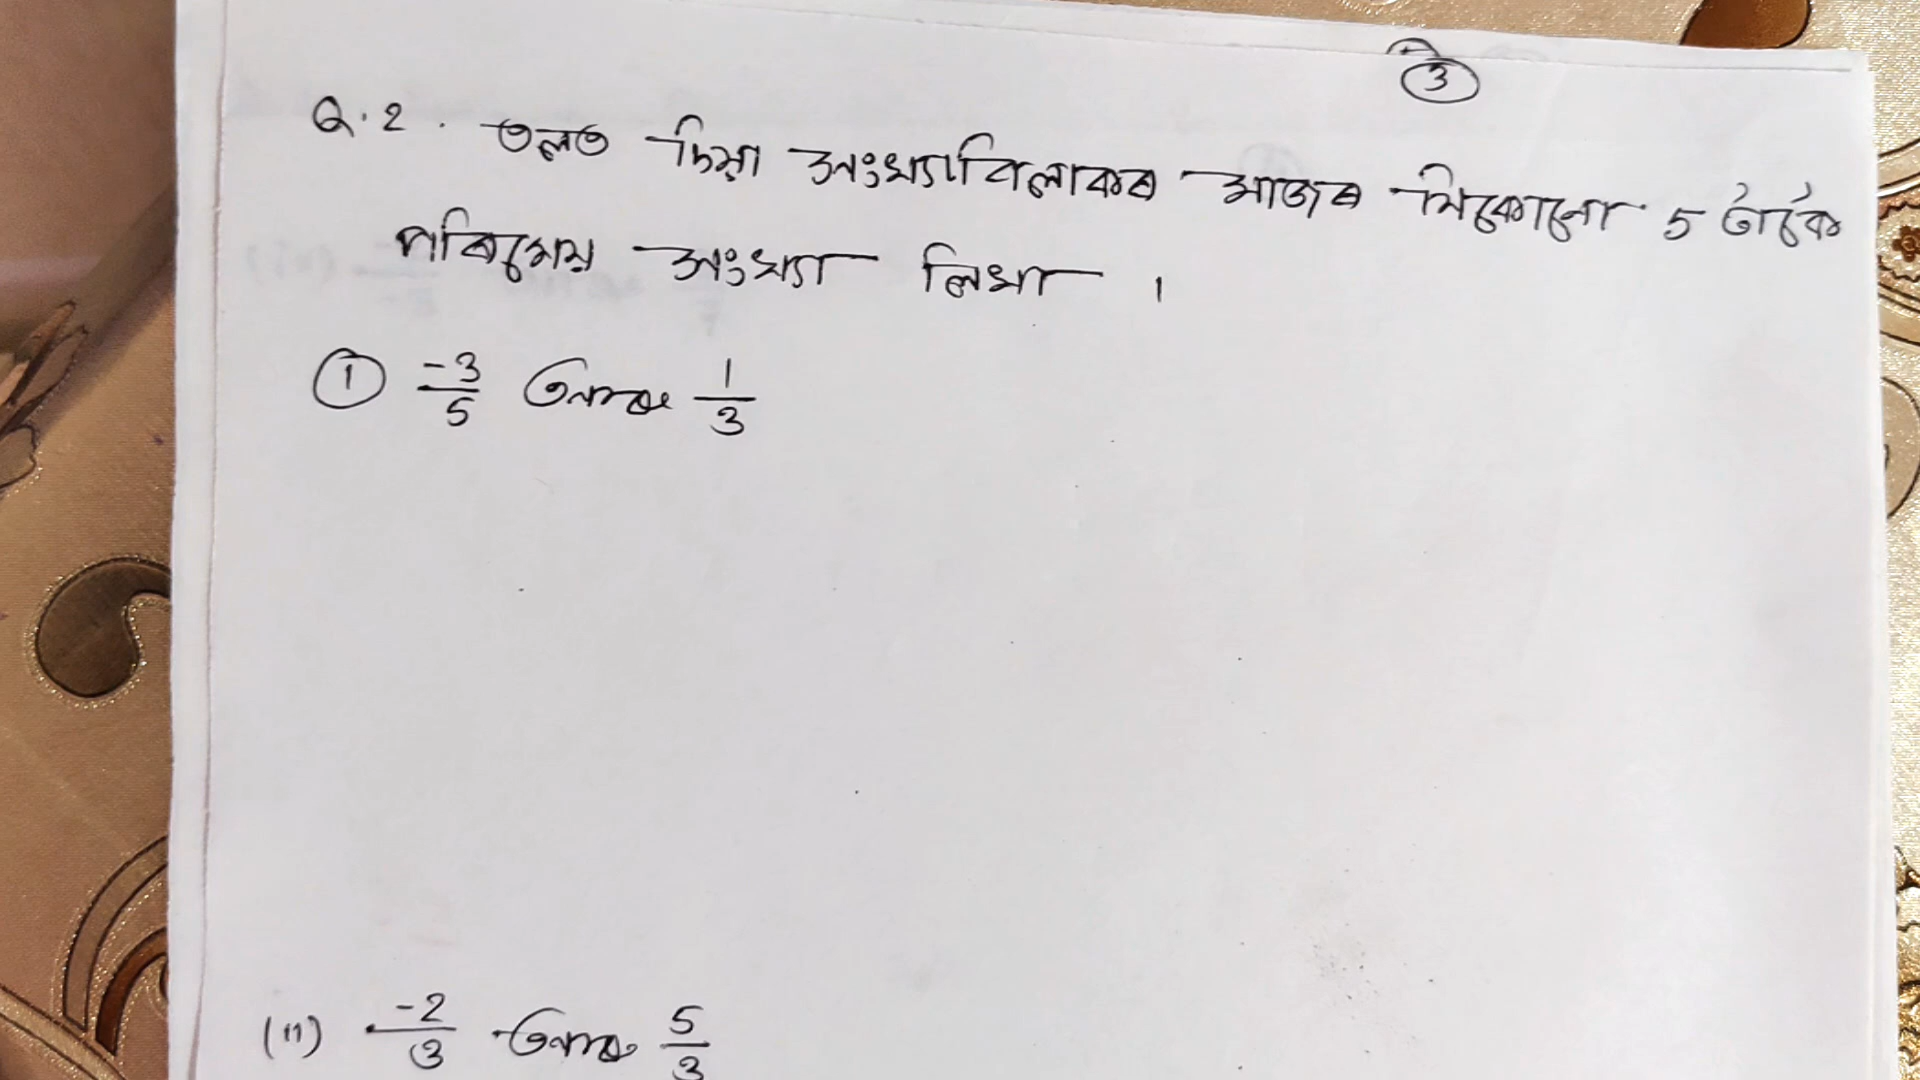 3
Q.2. তলত দিয়া সংখ্যাবিলাকৰ মাজৰ যিকোনো 5 টাকৈ
পৰিমেয় সংখ্যা লিখা ।
① -3/5 আৰু 1/3
(ii) -2/3 আৰু 5/3